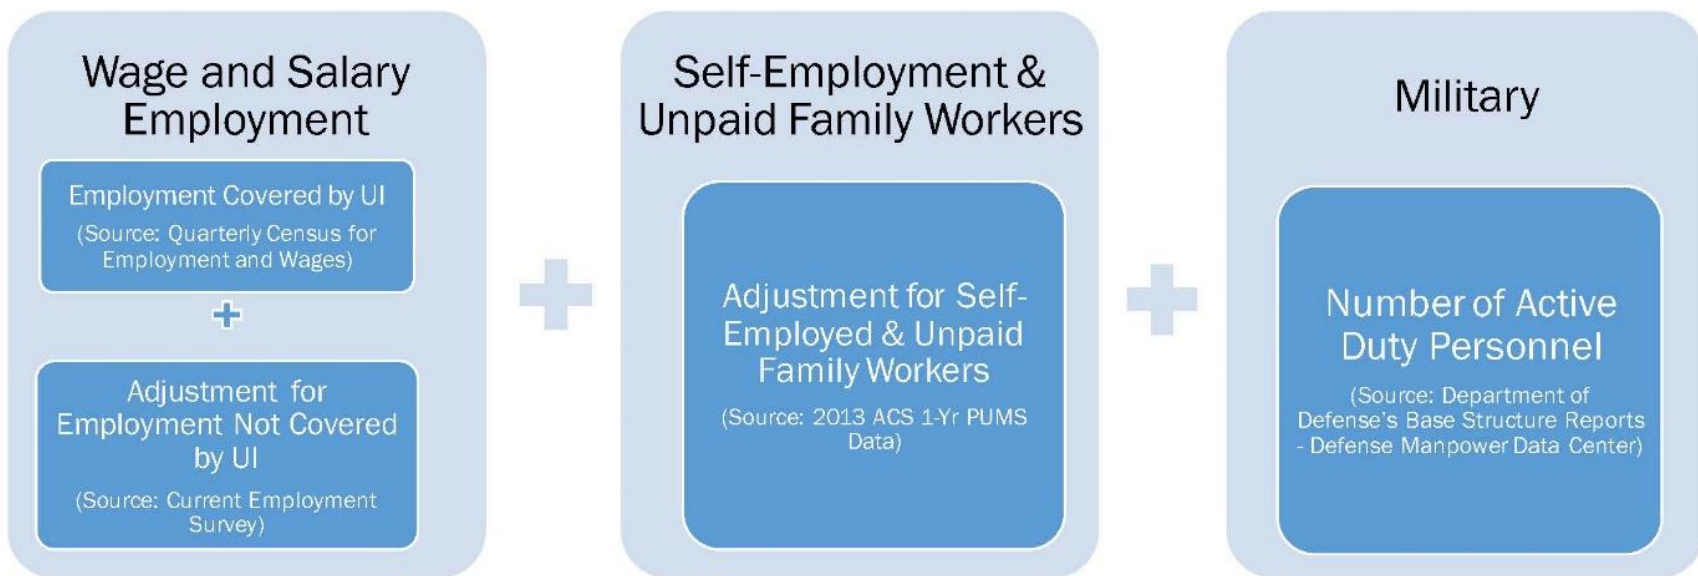 Wage and Salary
Employment
Employment Covered by UI
(Source: Quarterly Census for
Employment and Wages)
+
Adjustment for
Employment Not Covered
by UI
(Source: Current Employment
Survey)
+
Self-Employment &
Unpaid Family Workers
Adjustment for Self-
Employed & Unpaid
Family Workers
(Source: 2013 ACS 1-Yr PUMS
Data)
+
Military
Number of Active
Duty Personnel
(Source: Department of
Defense's Base Structure Reports
- Defense Manpower Data Center)